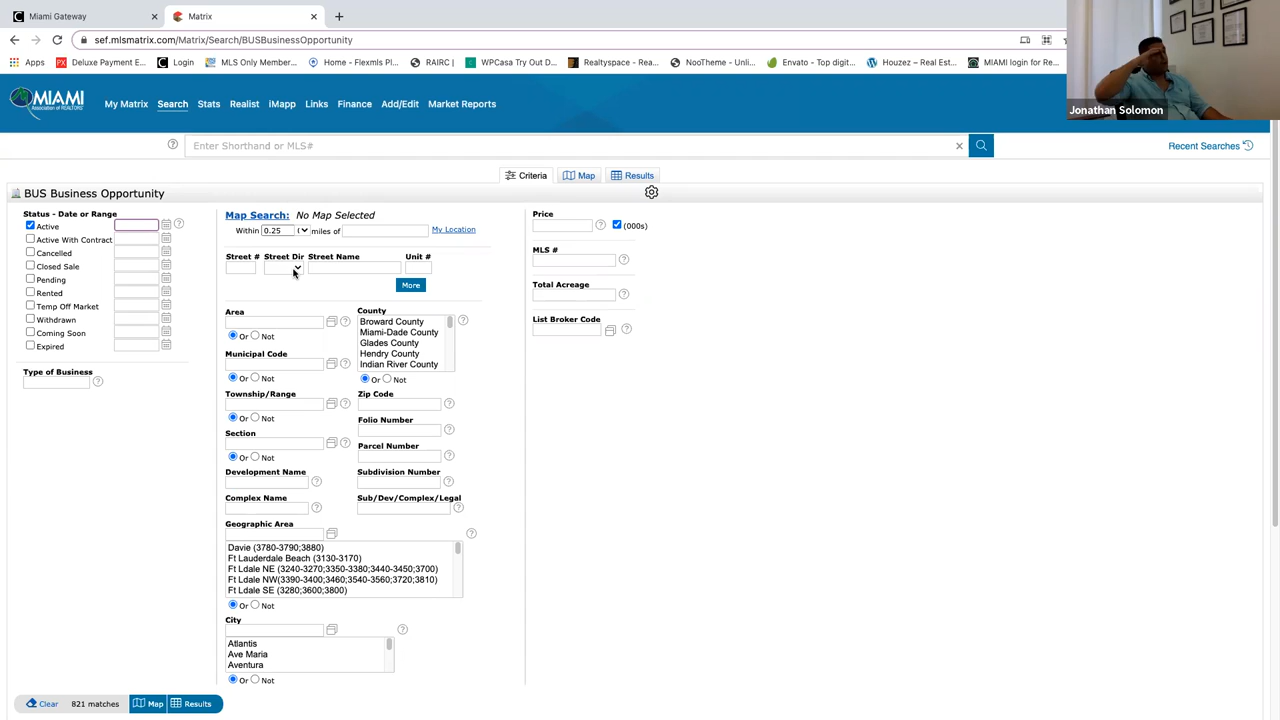 Miami Gateway
Matrix
sef.mlsmatrix.com/Matrix/Search/BUSBusinessOpportunity
Apps
Deluxe Payment E...
Login
MLS Only Member...
Home - Flexmls Pl...
RAIRC |
WPCasa Try Out D...
Realtyspace - Rea...
NooTheme - Unli...
Envato - Top digit...
Houzez – Real Est...
MIAMI login for Re...
Jonathan Solomon
MIAMI
My Matrix
Search
Stats
Realist
iMapp
Links
Finance
Add/Edit
Market Reports
Enter Shorthand or MLS#
Recent Searches
Criteria
Map
Results
BUS Business Opportunity
Status - Date or Range
Active
Active With Contract
Cancelled
Closed Sale
Pending
Rented
Temp Off Market
Withdrawn
Coming Soon
Expired
Type of Business
Map Search: No Map Selected
Within 0.25 miles of My Location
Street # Street Dir Street Name Unit #
More
Area
Or Not
Municipal Code
Or Not
Township/Range
Or Not
Section
Or Not
Development Name
Complex Name
County
Broward County
Miami-Dade County
Glades County
Hendry County
Indian River County
Or Not
Zip Code
Folio Number
Parcel Number
Subdivision Number
Sub/Dev/Complex/Legal
Geographic Area
Davie (3780-3790;3880)
Ft Lauderdale Beach (3130-3170)
Ft Ldale NE (3240-3270;3350-3380;3440-3450;3700)
Ft Ldale NW(3390-3400;3460;3540-3560;3720;3810)
Ft Ldale SE (3280;3600;3800)
Or Not
City
Atlantis
Ave Maria
Aventura
Or Not
Price
(000s)
MLS #
Total Acreage
List Broker Code
Clear
821 matches
Map
Results